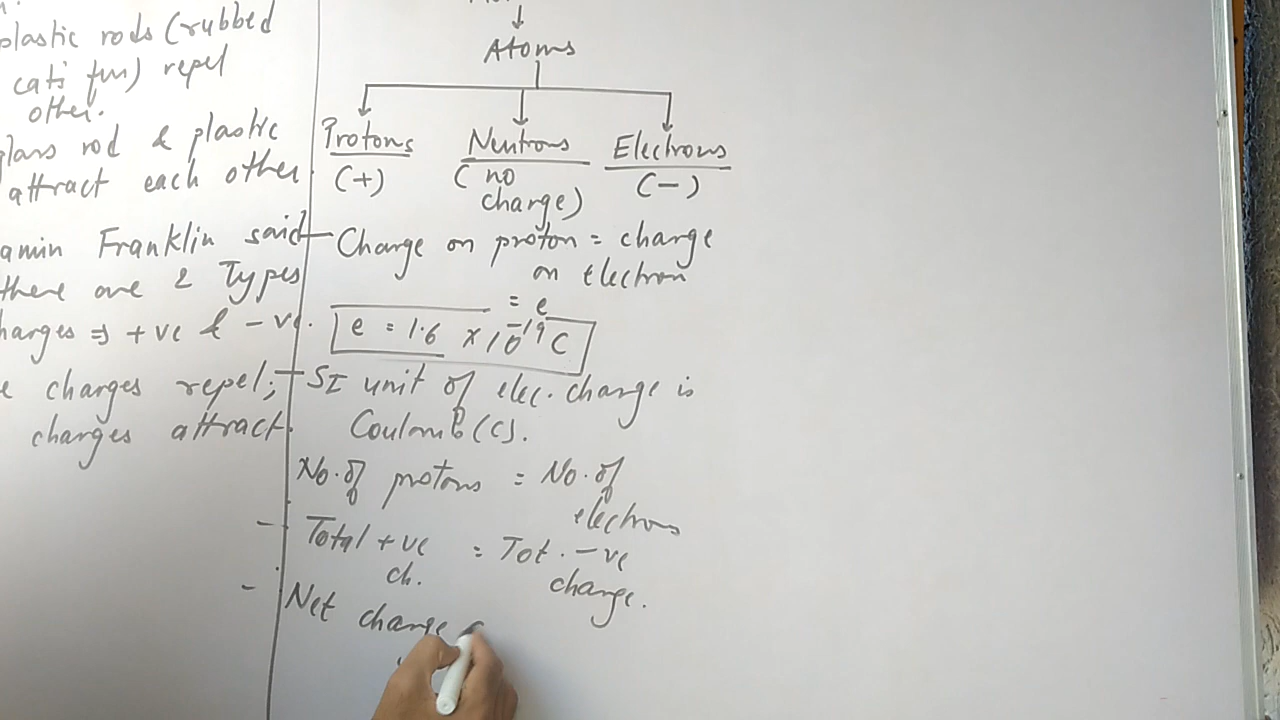 plastic rods (rubbed
cat's fur) repel
other.
glass rod & plastic
attract each other
amin Franklin said
there are 2 Types
harges ⇒ +ve & -ve.
e charges repel;
charges attract.
Atoms
Protons Neutrons Electrons
(+) (no charge) (-)
Charge on proton = charge
on electron
= e
e = 1.6 × 10⁻¹⁹ C
SI unit of elec. charge is
Coulomb (C).
No. of protons = No. of
electrons
- Total +ve = Tot. -ve
ch. charge.
- Net charge